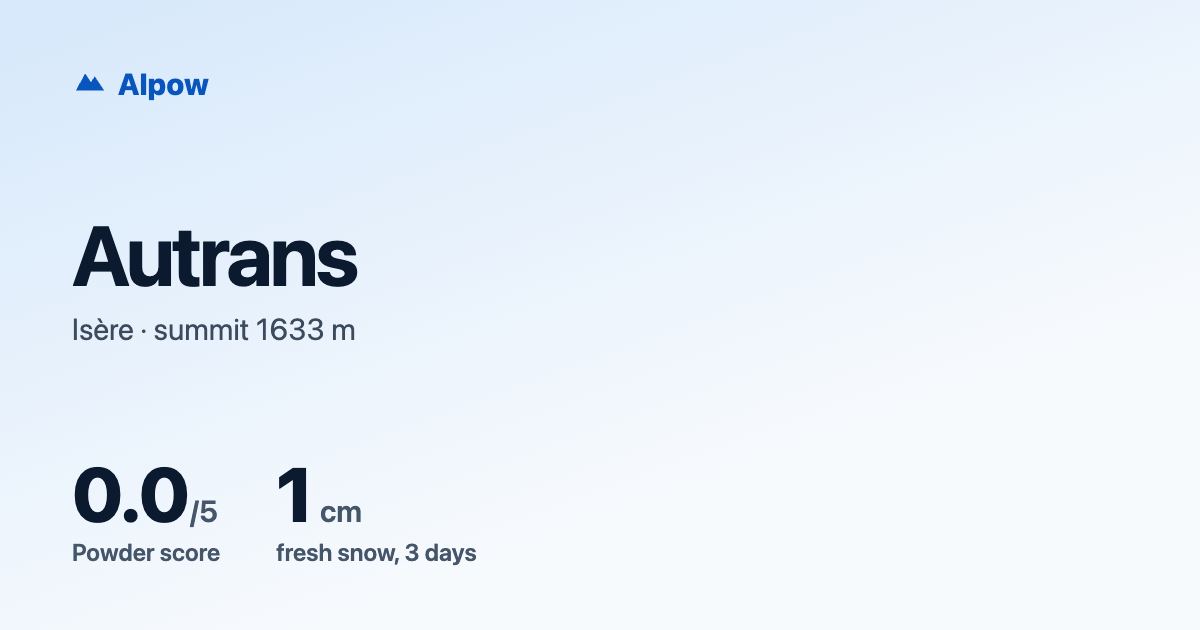 Alpow
Autrans
Isère · summit 1633 m
0.0/5
Powder score
1 cm
fresh snow, 3 days